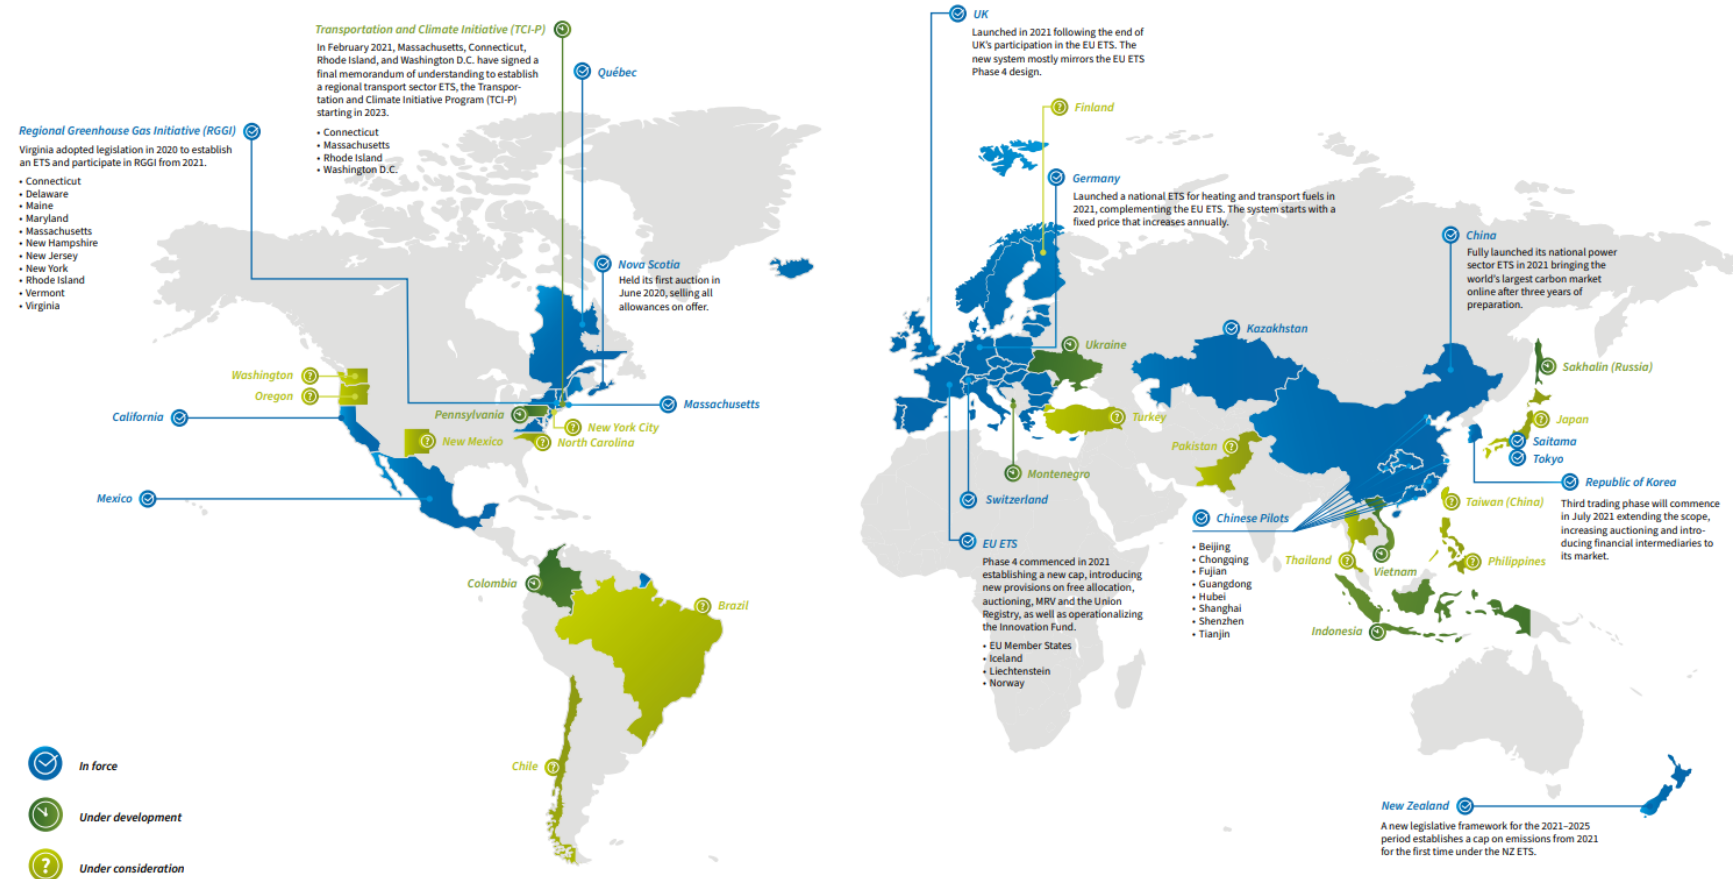 Transportation and Climate Initiative (TCI-P)
In February 2021, Massachusetts, Connecticut,
Rhode Island, and Washington D.C. have signed a
final memorandum of understanding to establish
a regional transport sector ETS, the Transpor-
tation and Climate Initiative Program (TCI-P)
starting in 2023.
• Connecticut
• Massachusetts
• Rhode Island
• Washington D.C.
Québec
Regional Greenhouse Gas Initiative (RGGI)
Virginia adopted legislation in 2020 to establish
an ETS and participate in RGGI from 2021.
• Connecticut
• Delaware
• Maine
• Maryland
• Massachusetts
• New Hampshire
• New Jersey
• New York
• Rhode Island
• Vermont
• Virginia
Nova Scotia
Held its first auction in
June 2020, selling all
allowances on offer.
Washington
Oregon
California
Pennsylvania
Massachusetts
New York City
New Mexico
North Carolina
Mexico
Colombia
Brazil
Chile
UK
Launched in 2021 following the end of
UK's participation in the EU ETS. The
new system mostly mirrors the EU ETS
Phase 4 design.
Finland
Germany
Launched a national ETS for heating and transport fuels in
2021, complementing the EU ETS. The system starts with a
fixed price that increases annually.
China
Fully launched its national power
sector ETS in 2021 bringing the
world's largest carbon market
online after three years of
preparation.
Kazakhstan
Ukraine
Sakhalin (Russia)
Turkey
Japan
Pakistan
Saitama
Tokyo
Montenegro
Switzerland
Republic of Korea
Third trading phase will commence
in July 2021 extending the scope,
increasing auctioning and intro-
ducing financial intermediaries to
its market.
Taiwan (China)
Chinese Pilots
• Beijing
• Chongqing
• Fujian
• Guangdong
• Hubei
• Shanghai
• Shenzhen
• Tianjin
EU ETS
Phase 4 commenced in 2021
establishing a new cap, introducing
new provisions on free allocation,
auctioning, MRV and the Union
Registry, as well as operationalizing
the Innovation Fund.
• EU Member States
• Iceland
• Liechtenstein
• Norway
Thailand
Vietnam
Philippines
Indonesia
New Zealand
A new legislative framework for the 2021–2025
period establishes a cap on emissions from 2021
for the first time under the NZ ETS.
In force
Under development
? Under consideration